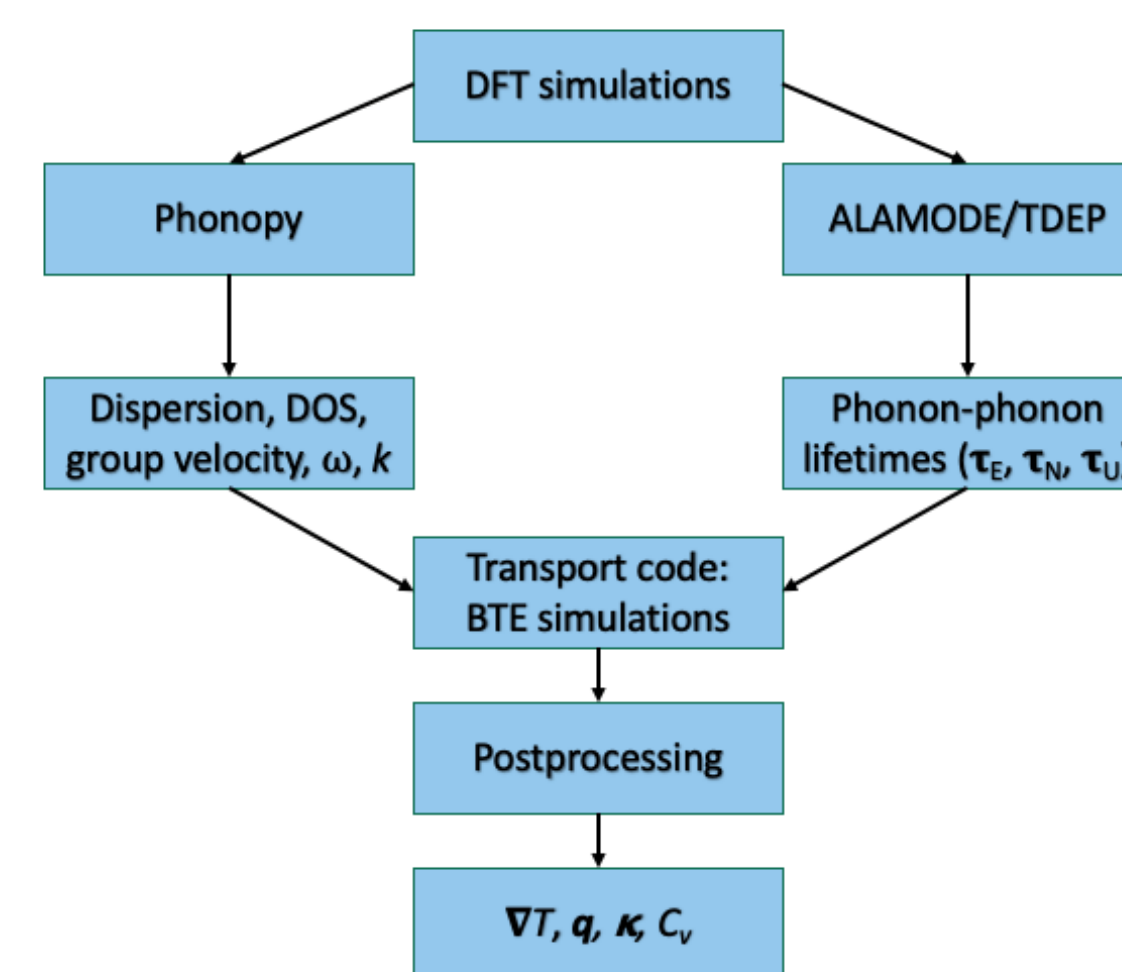 DFT simulations
Phonopy
ALAMODE/TDEP
Dispersion, DOS,
group velocity, ω, k
Phonon-phonon
lifetimes (τE, τN, τU)
Transport code:
BTE simulations
Postprocessing
∇T, q, κ, Cv